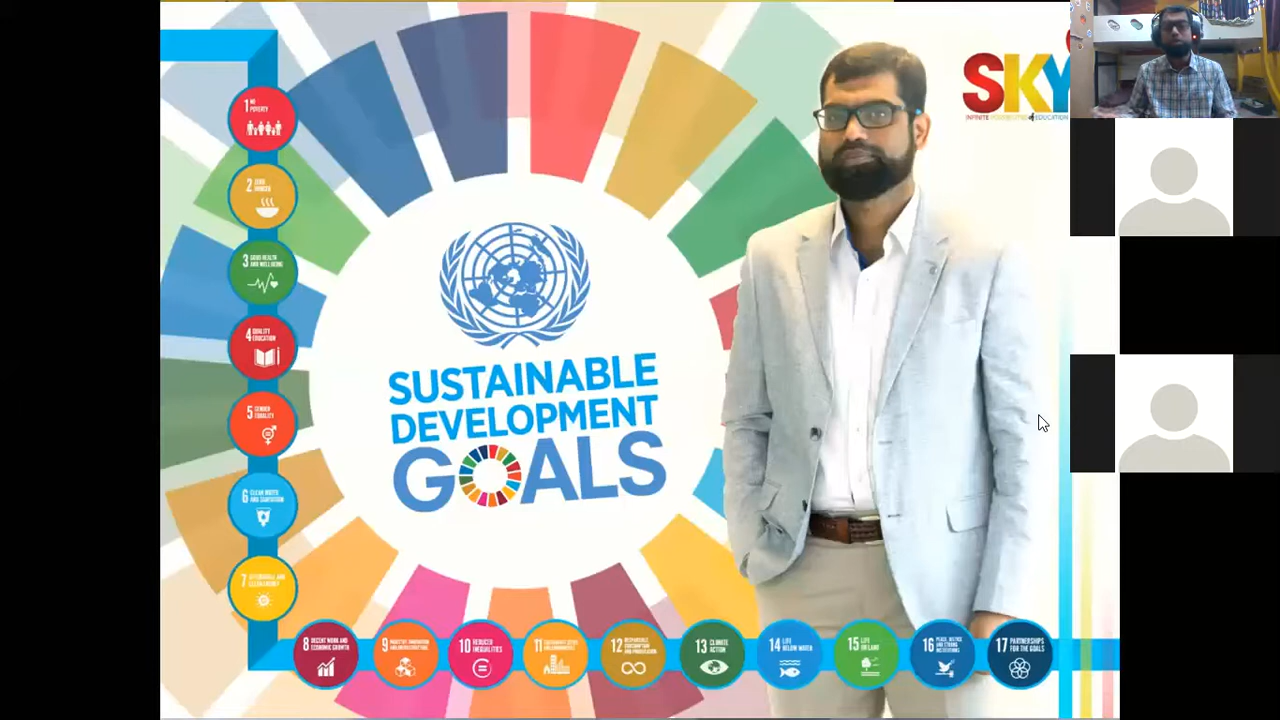 SKY
INFINITE POSSIBILITIES 4 EDUCATION
1 NO
POVERTY
2 ZERO
HUNGER
3 GOOD HEALTH
AND WELL-BEING
4 QUALITY
EDUCATION
5 GENDER
EQUALITY
6 CLEAN WATER
AND SANITATION
7 AFFORDABLE AND
CLEAN ENERGY
SUSTAINABLE
DEVELOPMENT
GOALS
8 DECENT WORK AND
ECONOMIC GROWTH
9 INDUSTRY, INNOVATION
AND INFRASTRUCTURE
10 REDUCED
INEQUALITIES
11 SUSTAINABLE CITIES
AND COMMUNITIES
12 RESPONSIBLE
CONSUMPTION
AND PRODUCTION
13 CLIMATE
ACTION
14 LIFE
BELOW WATER
15 LIFE
ON LAND
16 PEACE, JUSTICE
AND STRONG
INSTITUTIONS
17 PARTNERSHIPS
FOR THE GOALS